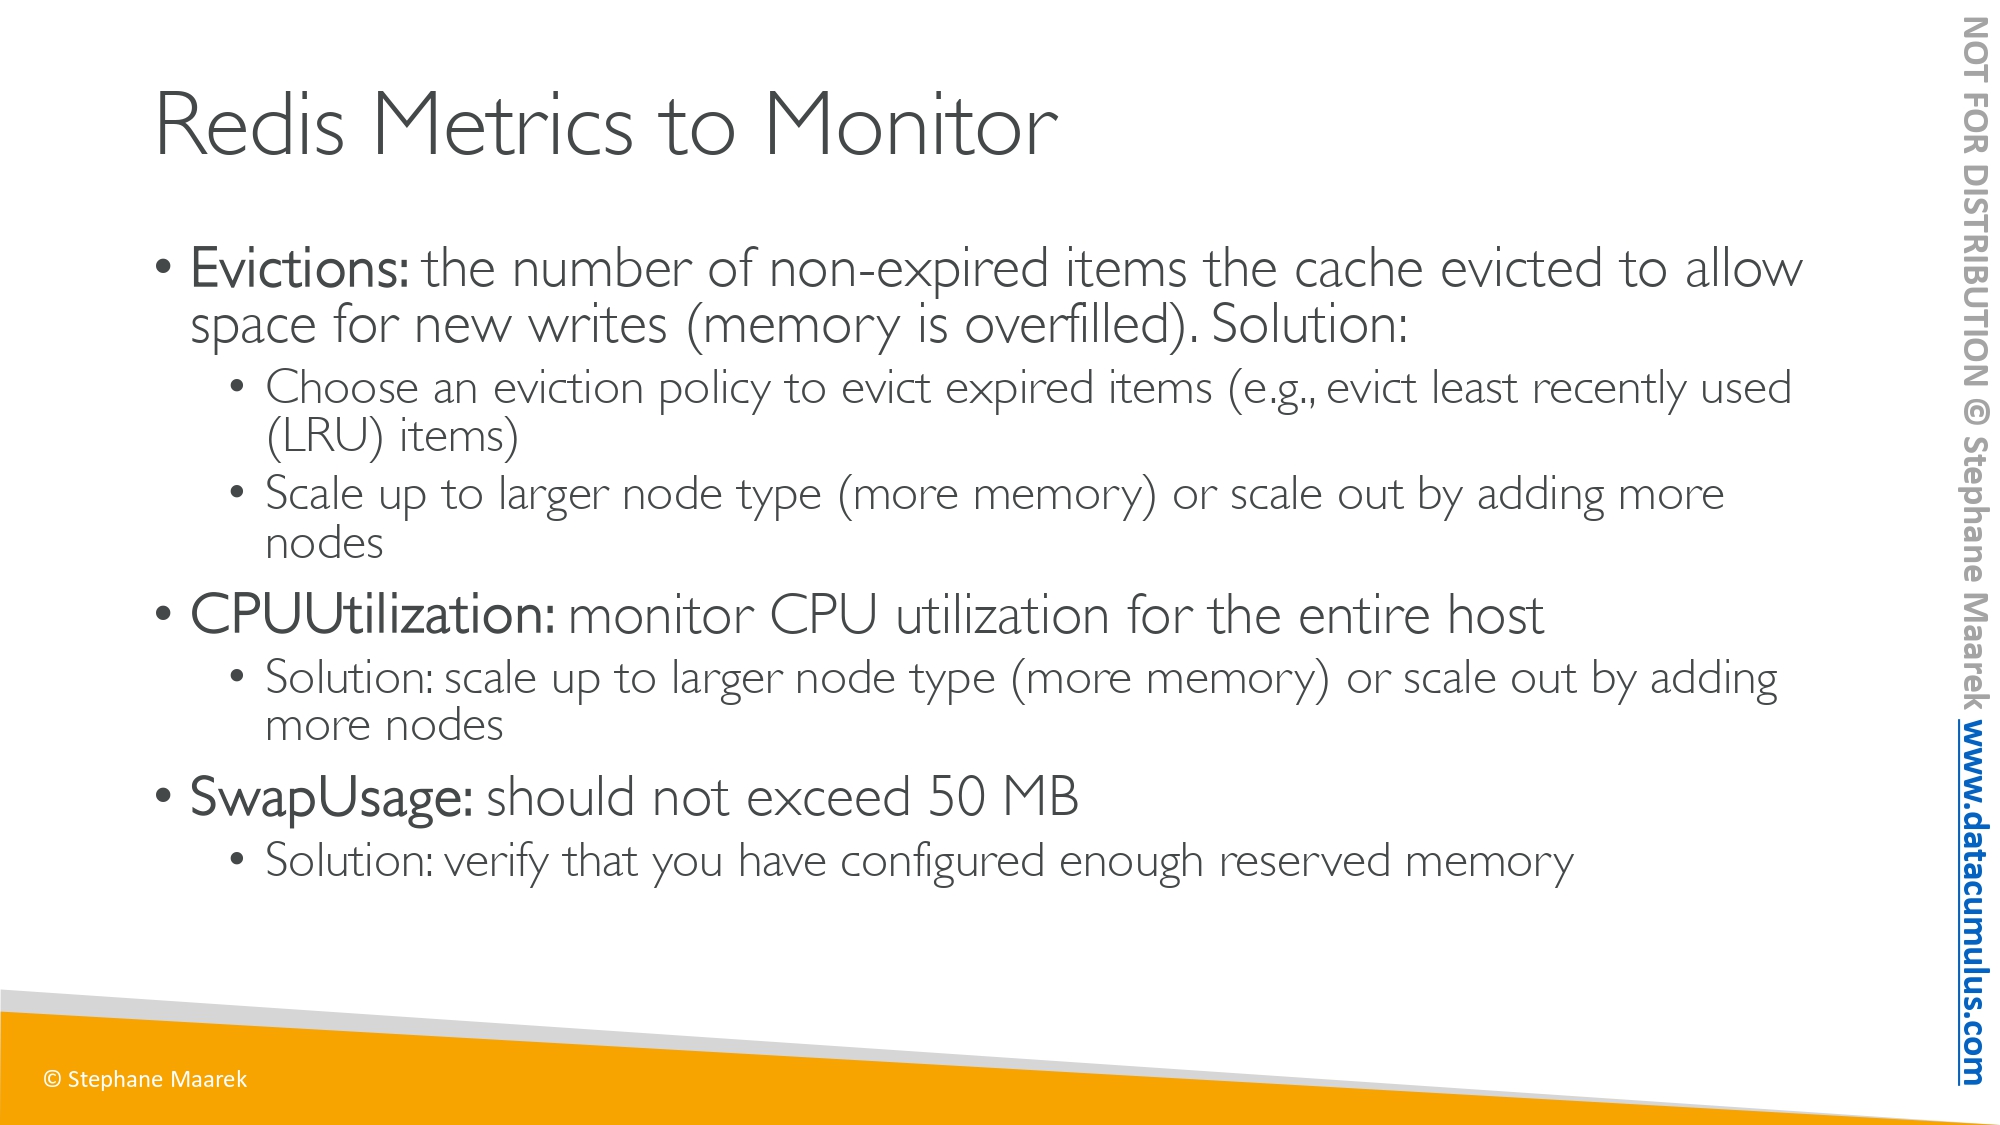 Redis Metrics to Monitor
• Evictions: the number of non-expired items the cache evicted to allow
space for new writes (memory is overfilled). Solution:
• Choose an eviction policy to evict expired items (e.g., evict least recently used
(LRU) items)
• Scale up to larger node type (more memory) or scale out by adding more
nodes
• CPUUtilization: monitor CPU utilization for the entire host
• Solution: scale up to larger node type (more memory) or scale out by adding
more nodes
• SwapUsage: should not exceed 50 MB
• Solution: verify that you have configured enough reserved memory
© Stephane Maarek
NOT FOR DISTRIBUTION © Stephane Maarek www.datacumulus.com